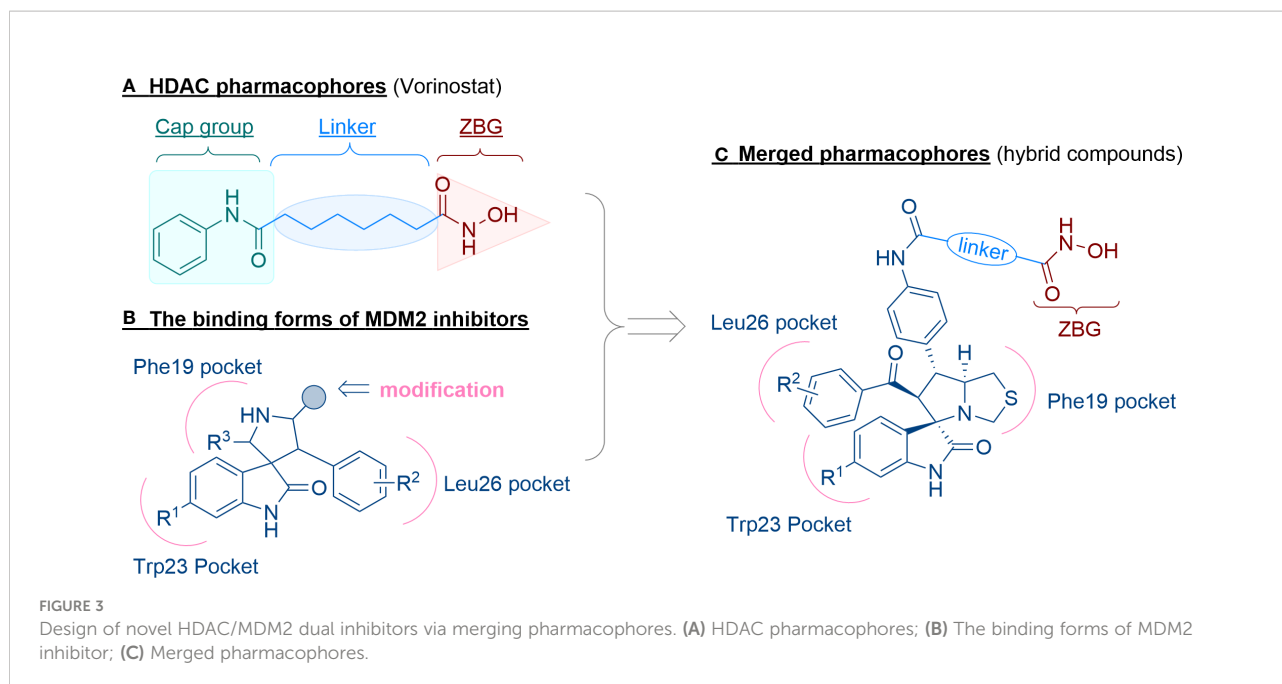 A HDAC pharmacophores (Vorinostat)
Cap group
Linker
ZBG
H
N
O
O
N
H
OH
B The binding forms of MDM2 inhibitors
Phe19 pocket
modification
HN
R³
R²
Leu26 pocket
O
R¹
N
H
Trp23 Pocket
C Merged pharmacophores (hybrid compounds)
O
linker
H
N
OH
HN
O
ZBG
Leu26 pocket
O
H
R²
S
N
Phe19 pocket
O
R¹
N
H
Trp23 Pocket
FIGURE 3
Design of novel HDAC/MDM2 dual inhibitors via merging pharmacophores. (A) HDAC pharmacophores; (B) The binding forms of MDM2
inhibitor; (C) Merged pharmacophores.